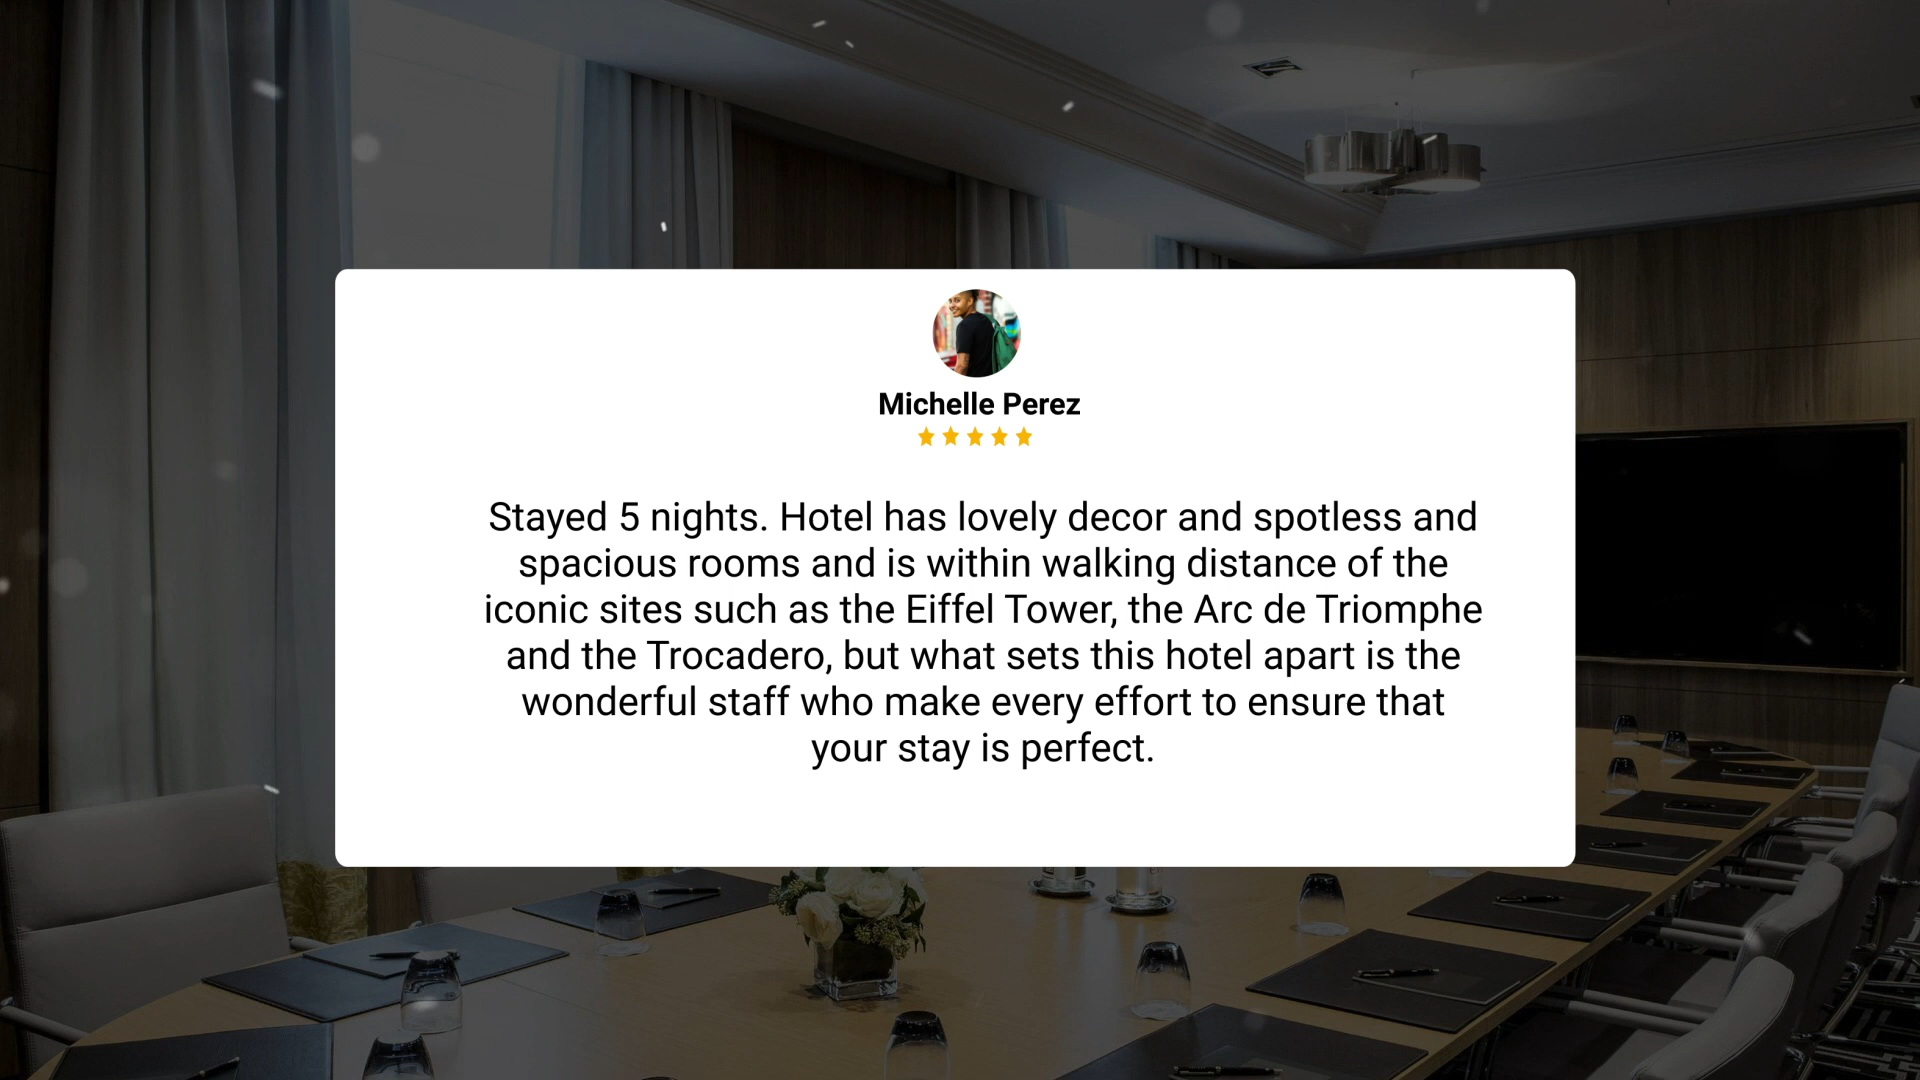 Michelle Perez
Stayed 5 nights. Hotel has lovely decor and spotless and
spacious rooms and is within walking distance of the
iconic sites such as the Eiffel Tower, the Arc de Triomphe
and the Trocadero, but what sets this hotel apart is the
wonderful staff who make every effort to ensure that
your stay is perfect.